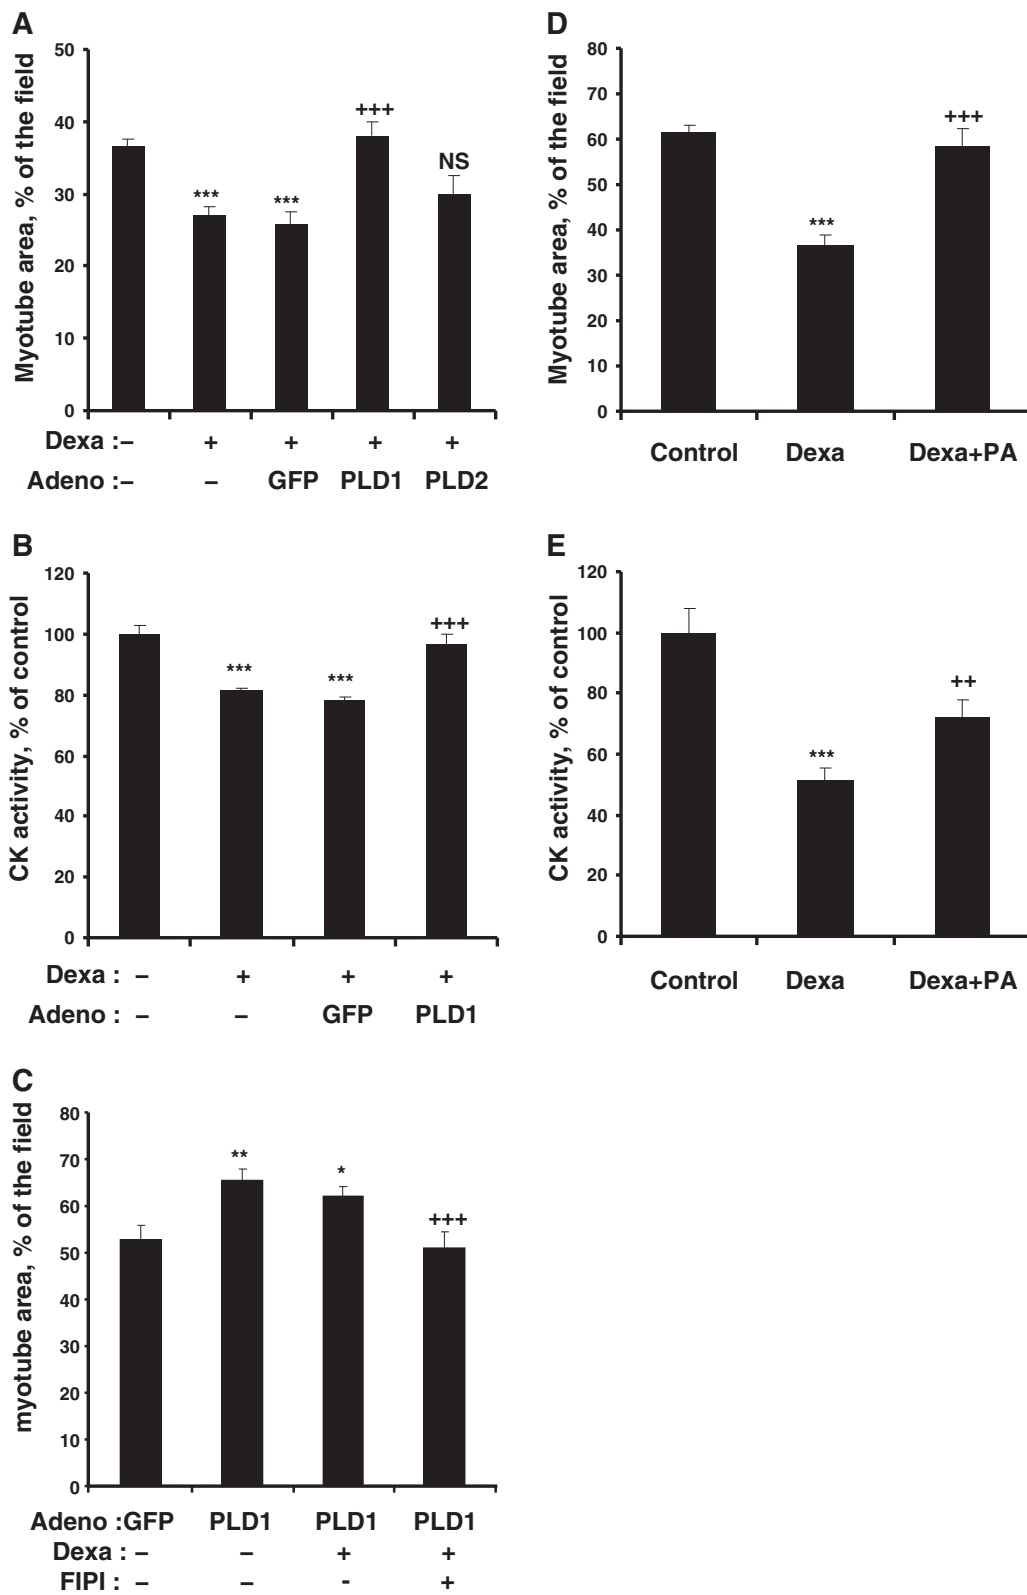 A
Myotube area, % of the field
50
40
30
20
10
0
***
***
+++
NS
Dexa :– + + + +
Adeno :– – GFP PLD1 PLD2
B
CK activity, % of control
120
100
80
60
40
20
0
***
***
+++
Dexa : – + + +
Adeno : – – GFP PLD1
C
myotube area, % of the field
80
70
60
50
40
30
20
10
0
**
*
+++
Adeno :GFP PLD1 PLD1 PLD1
Dexa : – – + +
FIPI : – – - +
D
Myotube area, % of the field
80
70
60
50
40
30
20
10
0
***
+++
Control Dexa Dexa+PA
E
CK activity, % of control
120
100
80
60
40
20
0
***
++
Control Dexa Dexa+PA